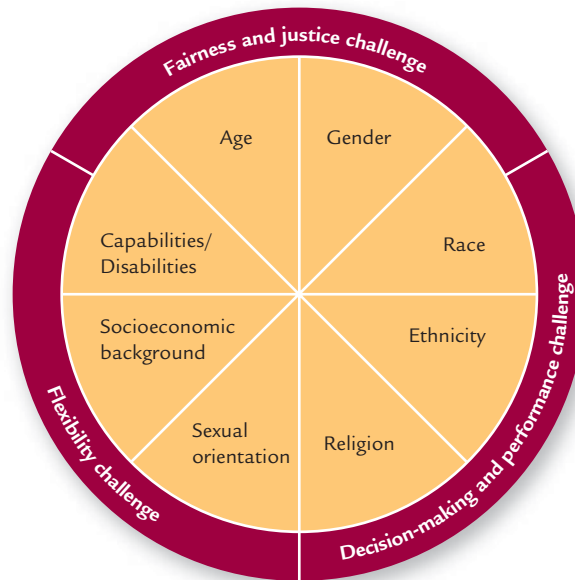 Fairness and justice challenge
Age
Gender
Capabilities/
Disabilities
Race
Socioeconomic
background
Ethnicity
Sexual
orientation
Religion
Flexibility challenge
Decision-making and performance challenge